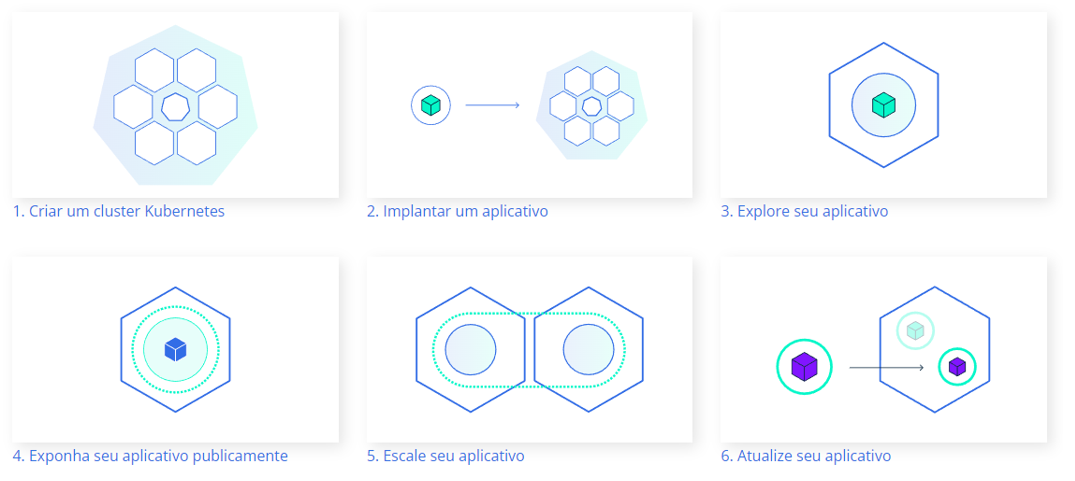 1. Criar um cluster Kubernetes
2. Implantar um aplicativo
3. Explore seu aplicativo
4. Exponha seu aplicativo publicamente
5. Escale seu aplicativo
6. Atualize seu aplicativo